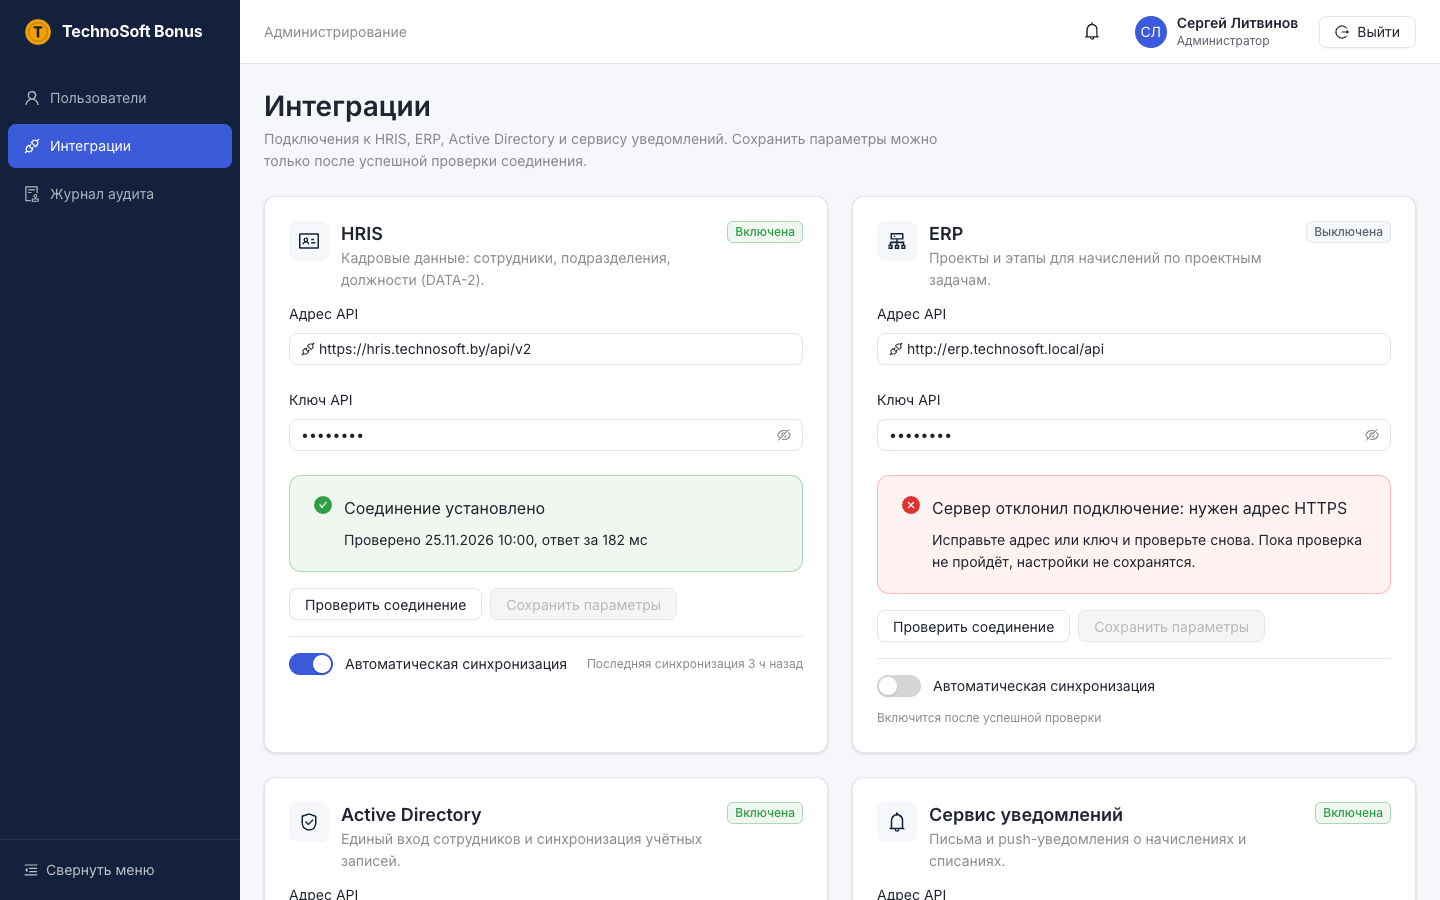 TechnoSoft Bonus
Пользователи
Интеграции
Журнал аудита
Свернуть меню
Администрирование
СЛ
Сергей Литвинов
Администратор
Выйти
Интеграции
Подключения к HRIS, ERP, Active Directory и сервису уведомлений. Сохранить параметры можно
только после успешной проверки соединения.
HRIS
Включена
Кадровые данные: сотрудники, подразделения,
должности (DATA-2).
Адрес API
https://hris.technosoft.by/api/v2
Ключ API
••••••••
Соединение установлено
Проверено 25.11.2026 10:00, ответ за 182 мс
Проверить соединение
Сохранить параметры
Автоматическая синхронизация
Последняя синхронизация 3 ч назад
ERP
Выключена
Проекты и этапы для начислений по проектным
задачам.
Адрес API
http://erp.technosoft.local/api
Ключ API
••••••••
Сервер отклонил подключение: нужен адрес HTTPS
Исправьте адрес или ключ и проверьте снова. Пока проверка
не пройдёт, настройки не сохранятся.
Проверить соединение
Сохранить параметры
Автоматическая синхронизация
Включится после успешной проверки
Active Directory
Включена
Единый вход сотрудников и синхронизация учётных
записей.
Адрес API
Сервис уведомлений
Включена
Письма и push-уведомления о начислениях и
списаниях.
Адрес API